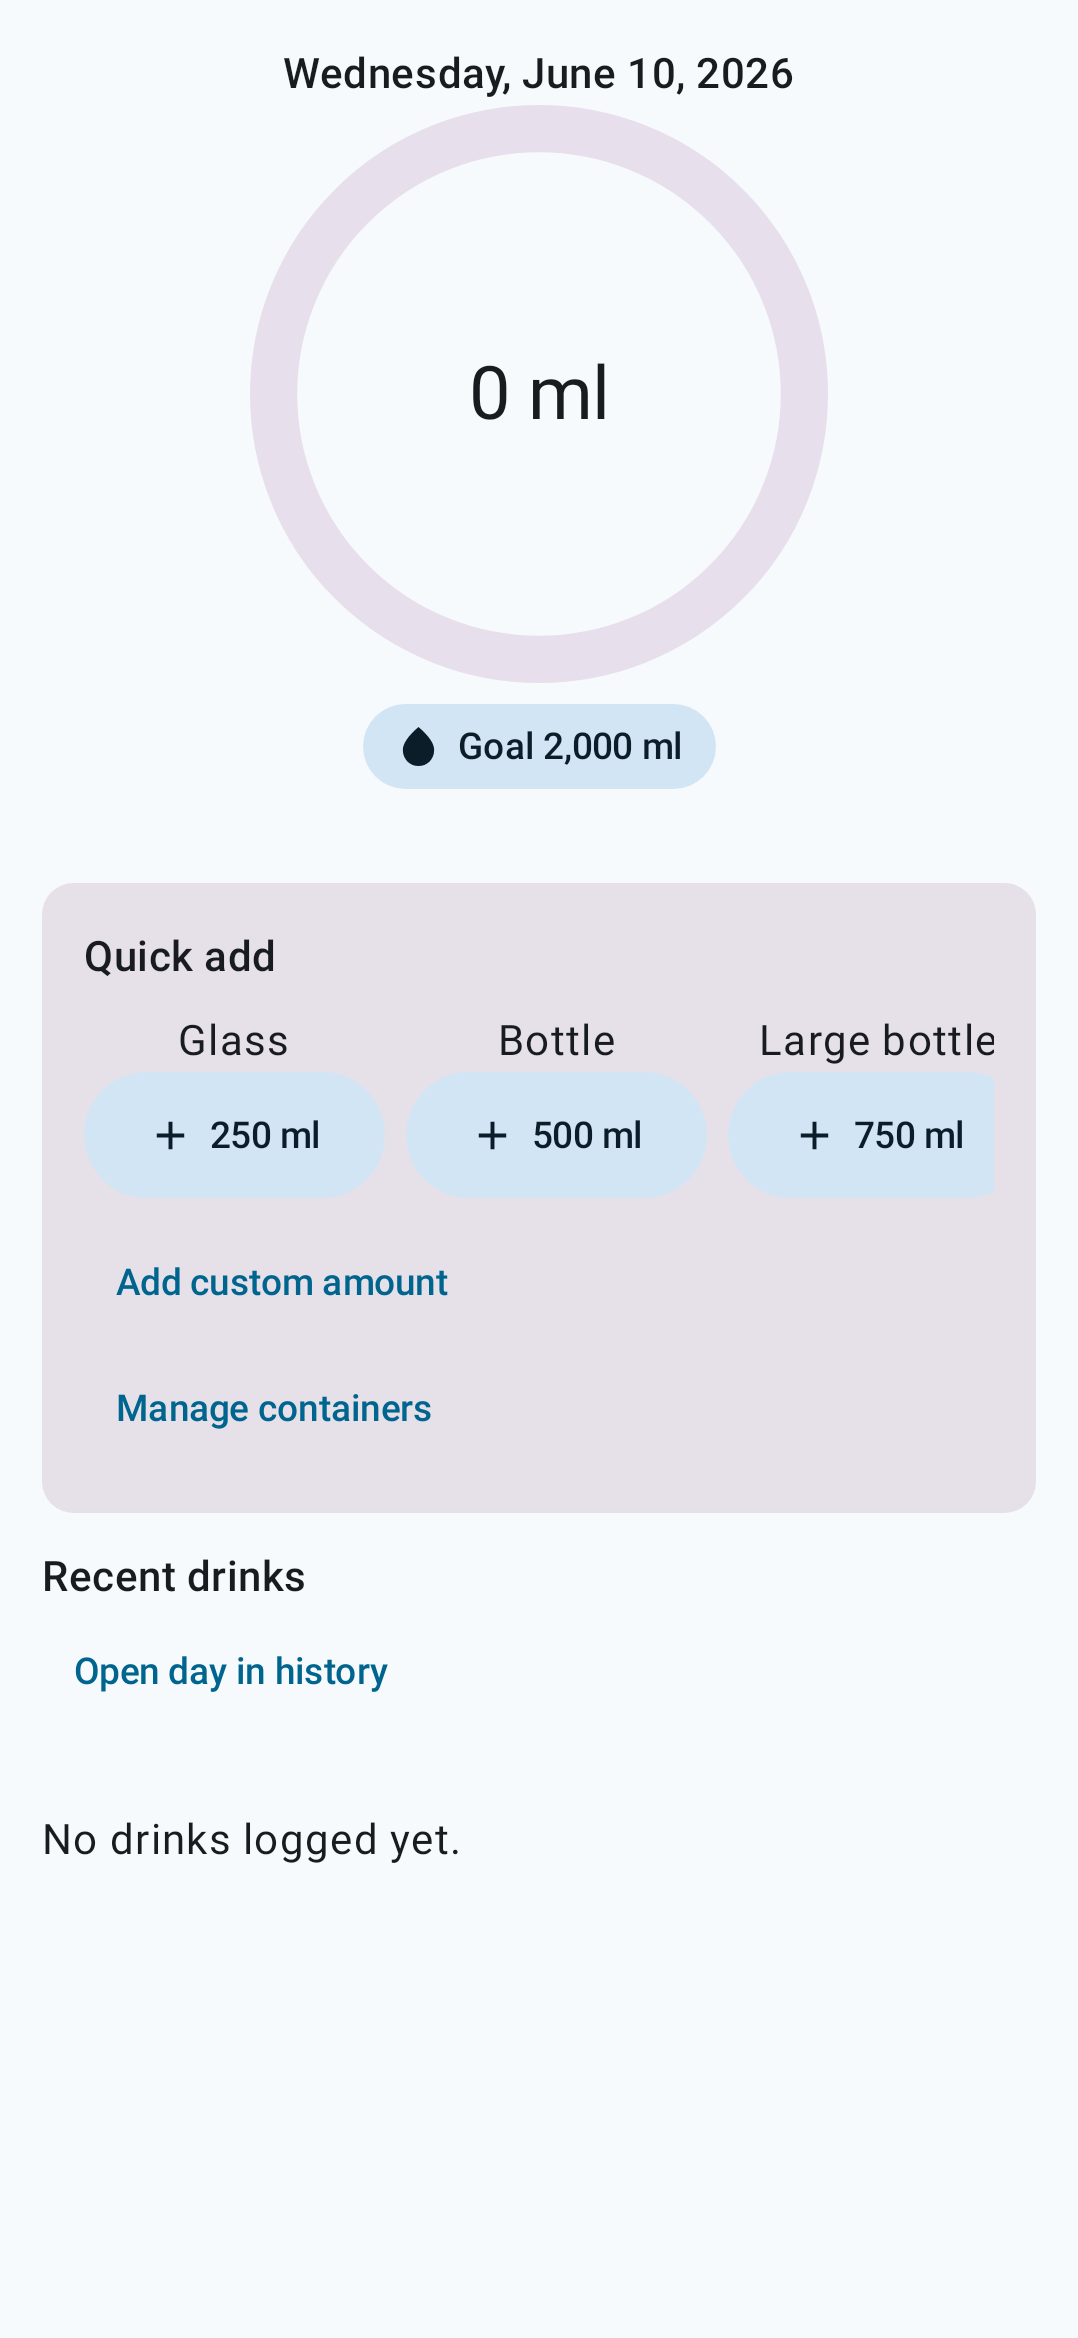 Wednesday, June 10, 2026
0 ml
Goal 2,000 ml
Quick add
Glass
Bottle
Large bottle
250 ml
500 ml
750 ml
Add custom amount
Manage containers
Recent drinks
Open day in history
No drinks logged yet.